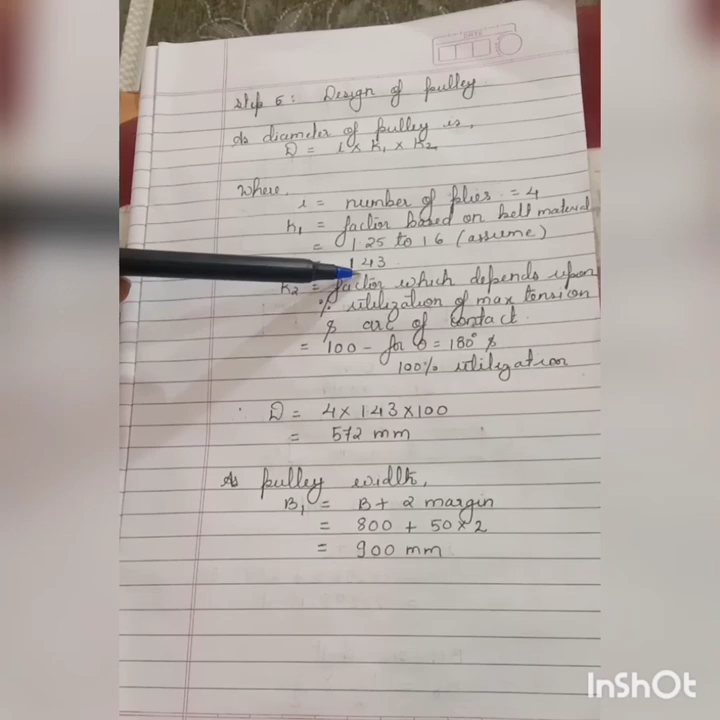 Step 5: Design of pulley
As diameter of pulley is,
D = i × K1 × K2
Where,
i = number of plies = 4
K1 = factor based on belt material
= 1.25 to 1.6 (assume)
1.43
K2 = factor which depends upon
% utilization of max tension
& arc of contact.
= 100 - for θ = 180° &
100% utilization
∴ D = 4 × 1.43 × 100
= 572 mm
As pulley width,
B1 = B + 2 margin
= 800 + 50 × 2
= 900 mm
InShOt